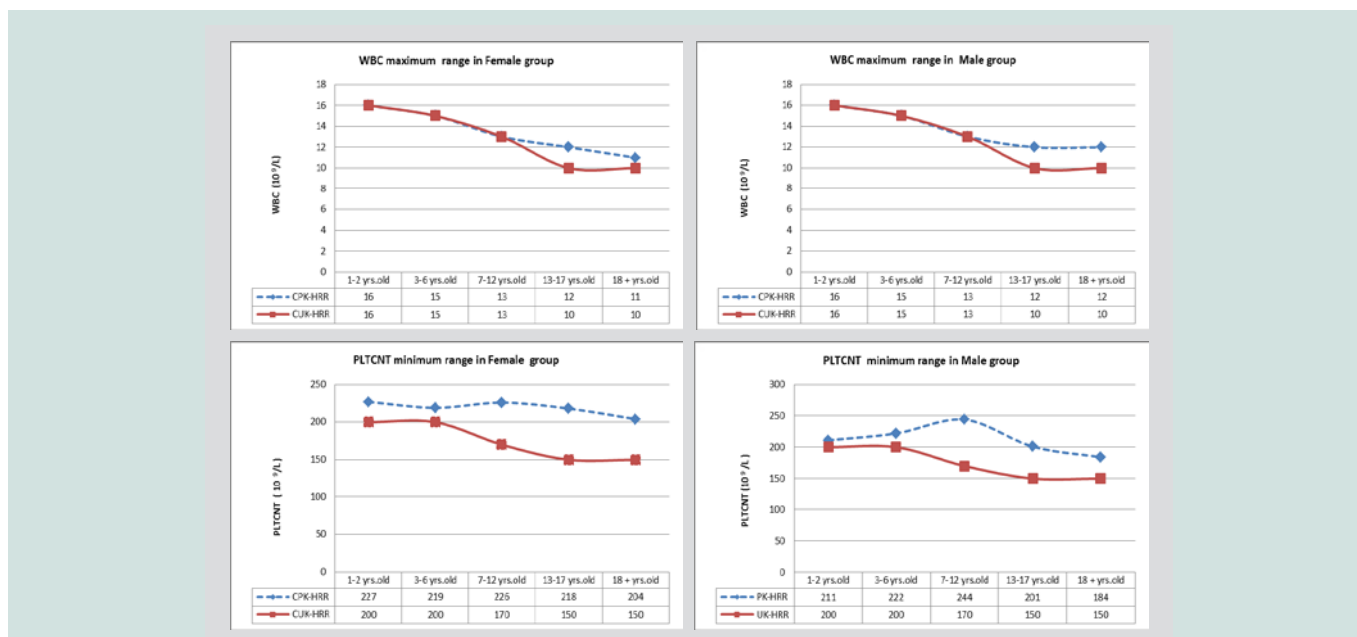 WBC maximum range in Female group
18
16
14
12
10
8
6
4
2
0
WBC (10⁹/L)
1-2 yrs.old 3-6 yrs.old 7-12 yrs.old 13-17 yrs.old 18 + yrs.old
CPK-HRR 16 15 13 12 11
CUK-HRR 16 15 13 10 10
WBC maximum range in Male group
18
16
14
12
10
8
6
4
2
0
WBC (10⁹/L)
1-2 yrs.old 3-6 yrs.old 7-12 yrs.old 13-17 yrs.old 18 + yrs.old
CPK-HRR 16 15 13 12 12
CUK-HRR 16 15 13 10 10
PLTCNT minimum range in Female group
250
200
150
100
50
0
PLTCNT ( 10⁹/L)
1-2 yrs.old 3-6 yrs.old 7-12 yrs.old 13-17 yrs.old 18 + yrs.old
CPK-HRR 227 219 226 218 204
CUK-HRR 200 200 170 150 150
PLTCNT minimum range in Male group
300
250
200
150
100
50
0
PLTCNT (10⁹/L )
1-2 yrs.old 3-6 yrs.old 7-12 yrs.old 13-17 yrs.old 18 + yrs.old
PK-HRR 211 222 244 201 184
UK-HRR 200 200 170 150 150